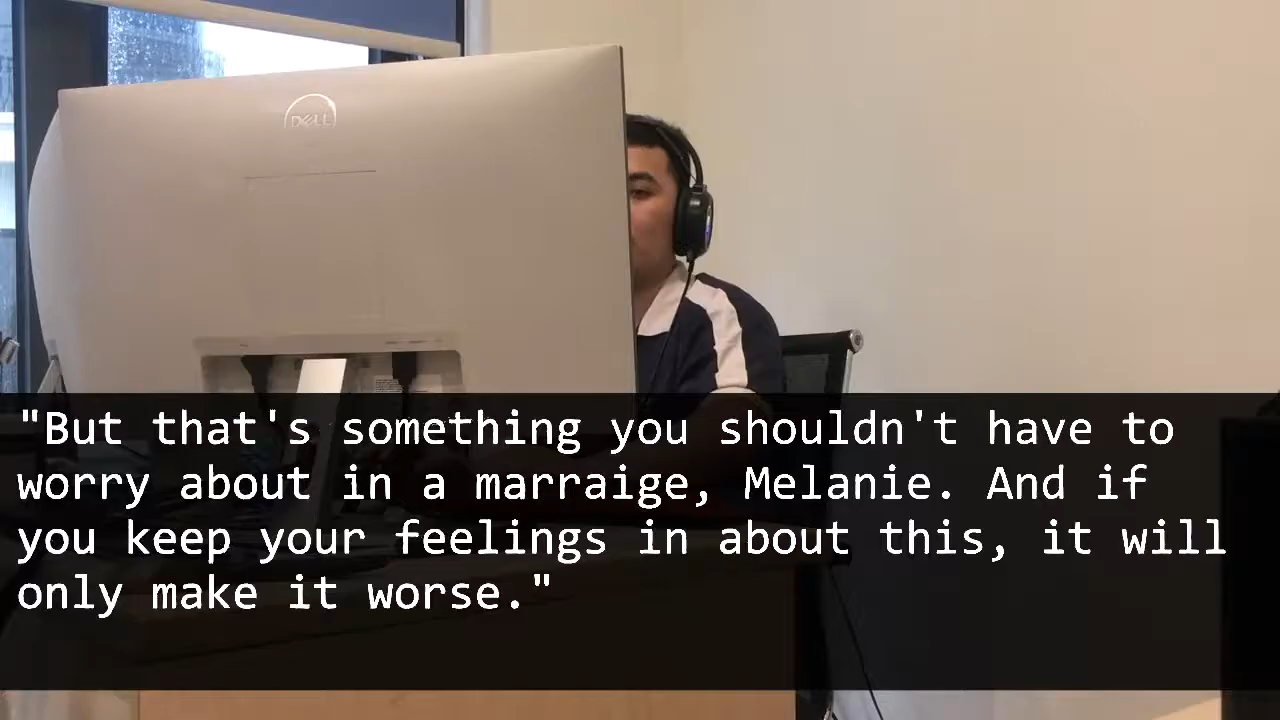 DELL
"But that's something you shouldn't have to
worry about in a marraige, Melanie. And if
you keep your feelings in about this, it will
only make it worse."